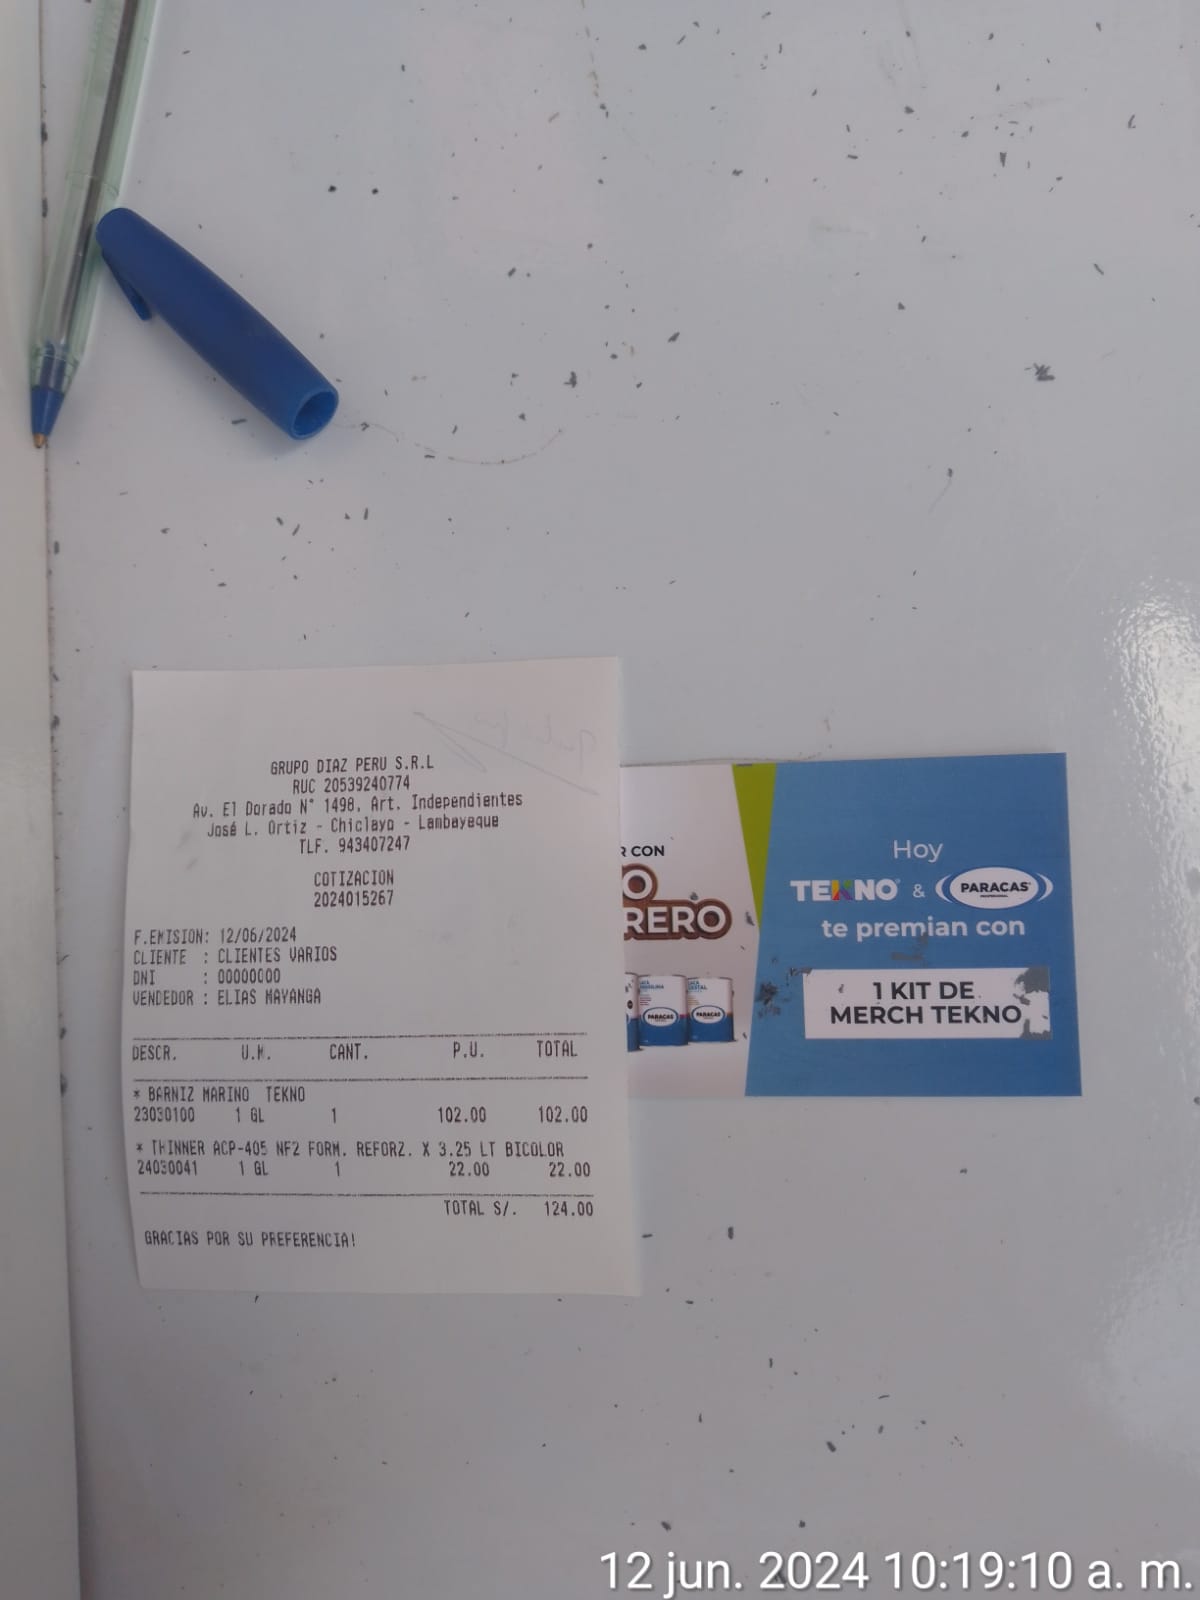 GRUPO DIAZ PERU S.R.L
RUC 20539240774
Av. El Dorado N° 1498. Art. Independientes
José L. Ortiz - Chiclayo - Lambayeque
TLF. 943407247
COTIZACION
2024015267
F.EMISION: 12/06/2024
CLIENTE : CLIENTES VARIOS
DNI : 00000000
VENDEDOR : ELIAS MAYANGA
DESCR. U.M. CANT. P.U. TOTAL
* BARNIZ MARINO TEKNO
23030100 1 GL 1 102.00 102.00
* THINNER ACP-405 NF2 FORM. REFORZ. X 3.25 LT BICOLOR
24030041 1 GL 1 22.00 22.00
TOTAL S/. 124.00
GRACIAS POR SU PREFERENCIA!
R CON
O
RERO
PARACAS
PARACAS
Hoy
TEKNO & PARACAS
PROFESIONAL
te premian con
1 KIT DE
MERCH TEKNO
12 jun. 2024 10:19:10 a. m.